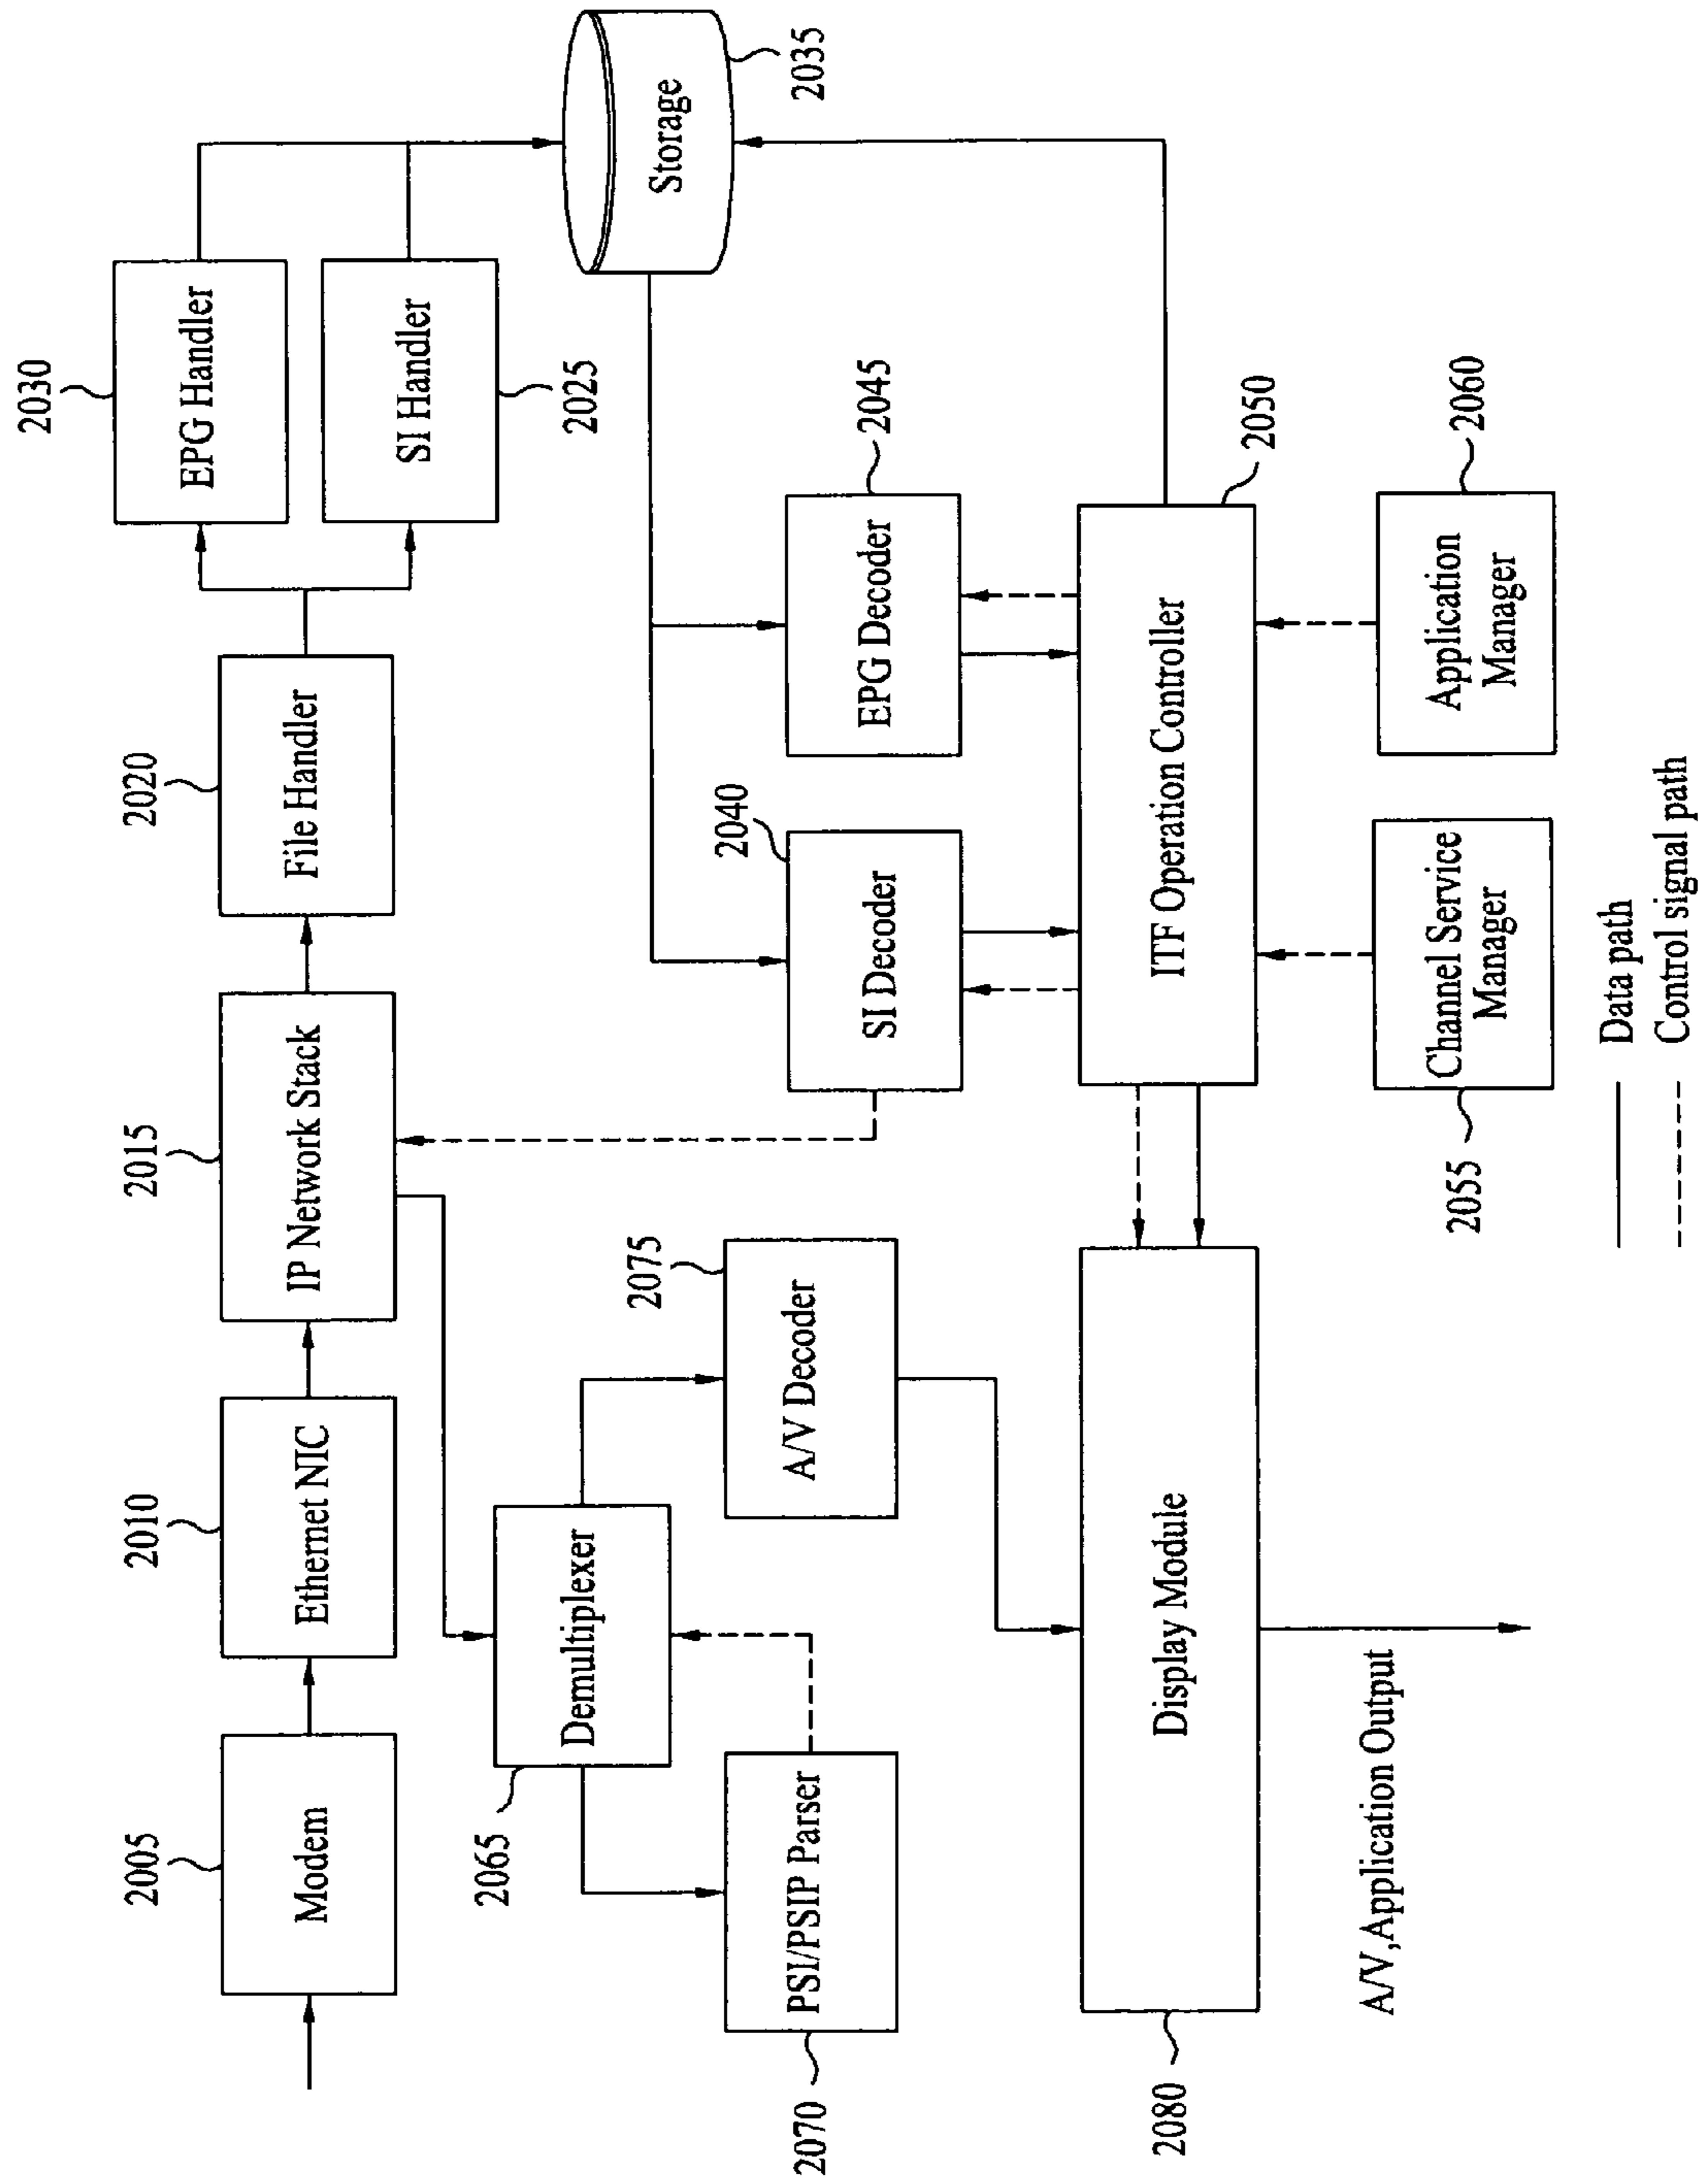 2005
Modem
2010
Ethernet NIC
2015
IP Network Stack
2020
File Handler
2030
EPG Handler
SI Handler
2025
Storage
2035
2065
Demultiplexer
2070
PSI/PSIP Parser
2075
A/V Decoder
2040
SI Decoder
EPG Decoder
2045
2080
Display Module
ITF Operation Controller
2050
2055
Channel Service
Manager
Application
Manager
2060
A/V,Application Output
Data path
Control signal path